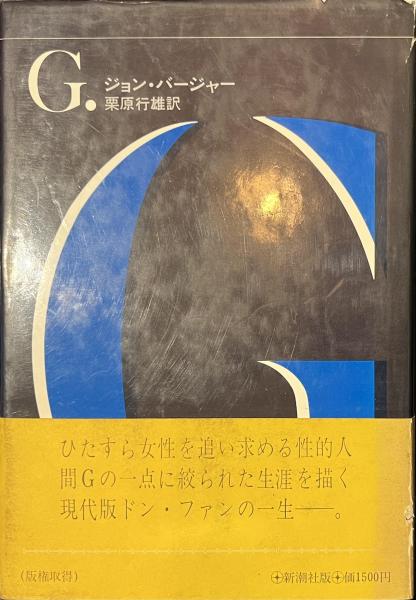 G.
ジョン・バージャー
栗原行雄訳
G
ひたすら女性を追い求める性的人
間Gの一点に絞られた生涯を描く
現代版ドン・ファンの一生――。
(版権取得)
新潮社版 価1500円